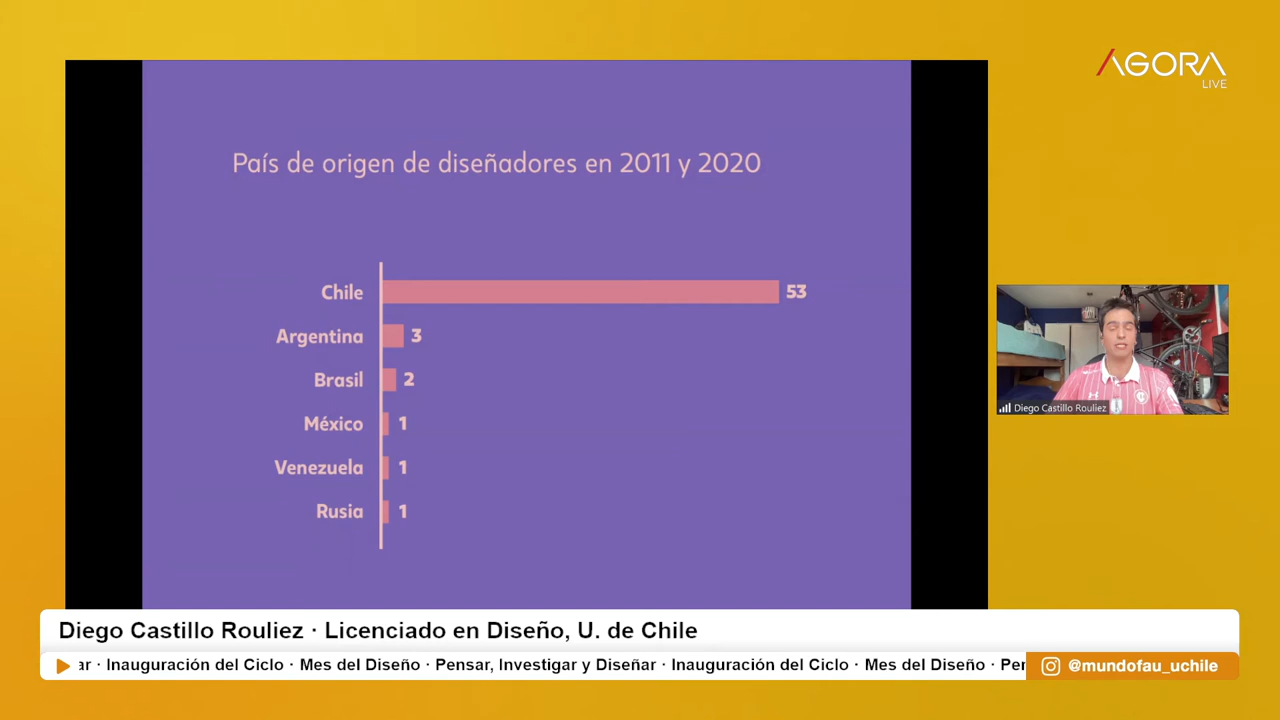 AGORA
LIVE
País de origen de diseñadores en 2011 y 2020
Chile 53
Argentina 3
Brasil 2
México 1
Venezuela 1
Rusia 1
Diego Castillo Rouliez
Diego Castillo Rouliez · Licenciado en Diseño, U. de Chile
ar · Inauguración del Ciclo · Mes del Diseño · Pensar, Investigar y Diseñar · Inauguración del Ciclo · Mes del Diseño · Per
@mundofau_uchile